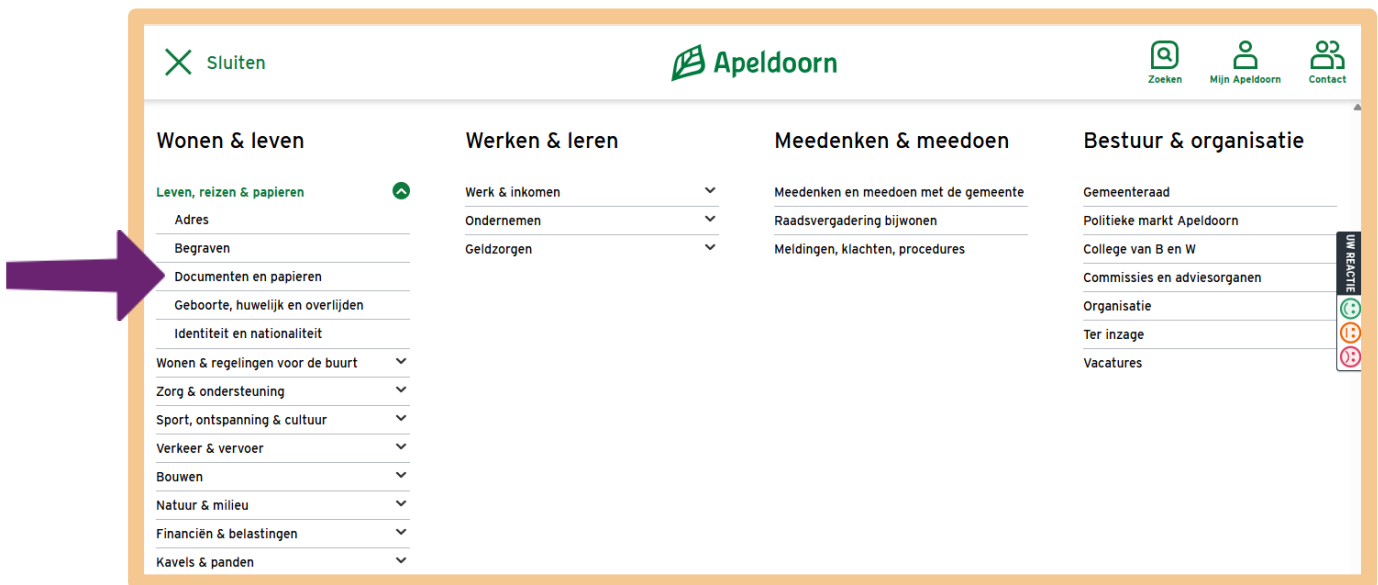 Sluiten
Apeldoorn
Zoeken
Mijn Apeldoorn
Contact
Wonen & leven
Leven, reizen & papieren
Adres
Begraven
Documenten en papieren
Geboorte, huwelijk en overlijden
Identiteit en nationaliteit
Wonen & regelingen voor de buurt
Zorg & ondersteuning
Sport, ontspanning & cultuur
Verkeer & vervoer
Bouwen
Natuur & milieu
Financiën & belastingen
Kavels & panden
Werken & leren
Werk & inkomen
Ondernemen
Geldzorgen
Meedenken & meedoen
Meedenken en meedoen met de gemeente
Raadsvergadering bijwonen
Meldingen, klachten, procedures
Bestuur & organisatie
Gemeenteraad
Politieke markt Apeldoorn
College van B en W
Commissies en adviesorganen
Organisatie
Ter inzage
Vacatures
UW REACTIE